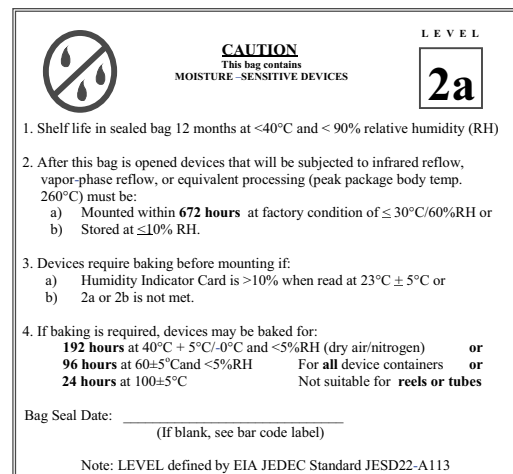 LEVEL
CAUTION
This bag contains
MOISTURE –SENSITIVE DEVICES
2a
1. Shelf life in sealed bag 12 months at <40°C and < 90% relative humidity (RH)
2. After this bag is opened devices that will be subjected to infrared reflow,
vapor-phase reflow, or equivalent processing (peak package body temp.
260°C) must be:
a) Mounted within 672 hours at factory condition of ≤ 30°C/60%RH or
b) Stored at ≤10% RH.
3. Devices require baking before mounting if:
a) Humidity Indicator Card is >10% when read at 23°C ± 5°C or
b) 2a or 2b is not met.
4. If baking is required, devices may be baked for:
192 hours at 40°C + 5°C/-0°C and <5%RH (dry air/nitrogen) or
96 hours at 60±5°Cand <5%RH For all device containers or
24 hours at 100±5°C Not suitable for reels or tubes
Bag Seal Date: ______________________________
(If blank, see bar code label)
Note: LEVEL defined by EIA JEDEC Standard JESD22-A113